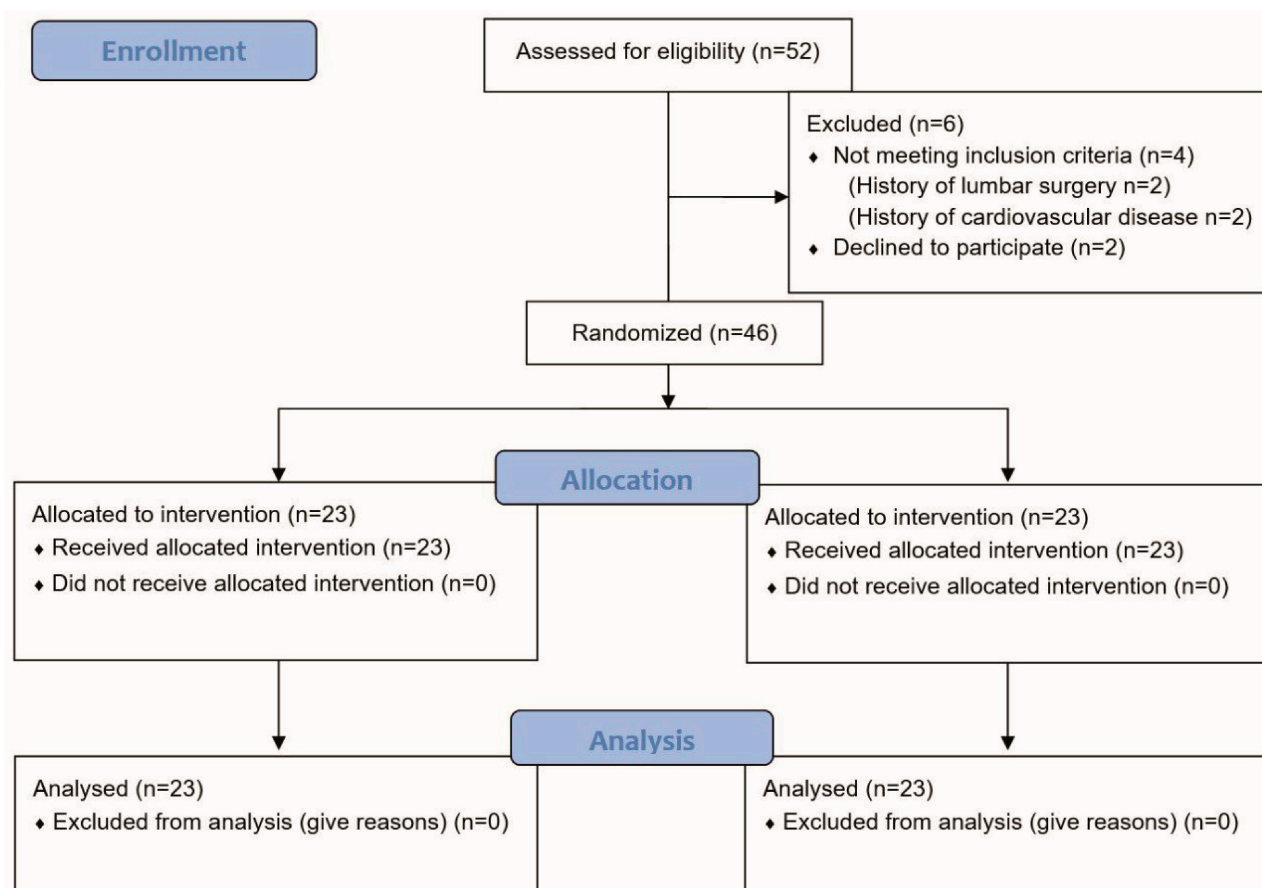 Enrollment
Assessed for eligibility (n=52)
Excluded (n=6)
♦ Not meeting inclusion criteria (n=4)
(History of lumbar surgery n=2)
(History of cardiovascular disease n=2)
♦ Declined to participate (n=2)
Randomized (n=46)
Allocation
Allocated to intervention (n=23)
♦ Received allocated intervention (n=23)
♦ Did not receive allocated intervention (n=0)
Allocated to intervention (n=23)
♦ Received allocated intervention (n=23)
♦ Did not receive allocated intervention (n=0)
Analysis
Analysed (n=23)
♦ Excluded from analysis (give reasons) (n=0)
Analysed (n=23)
♦ Excluded from analysis (give reasons) (n=0)